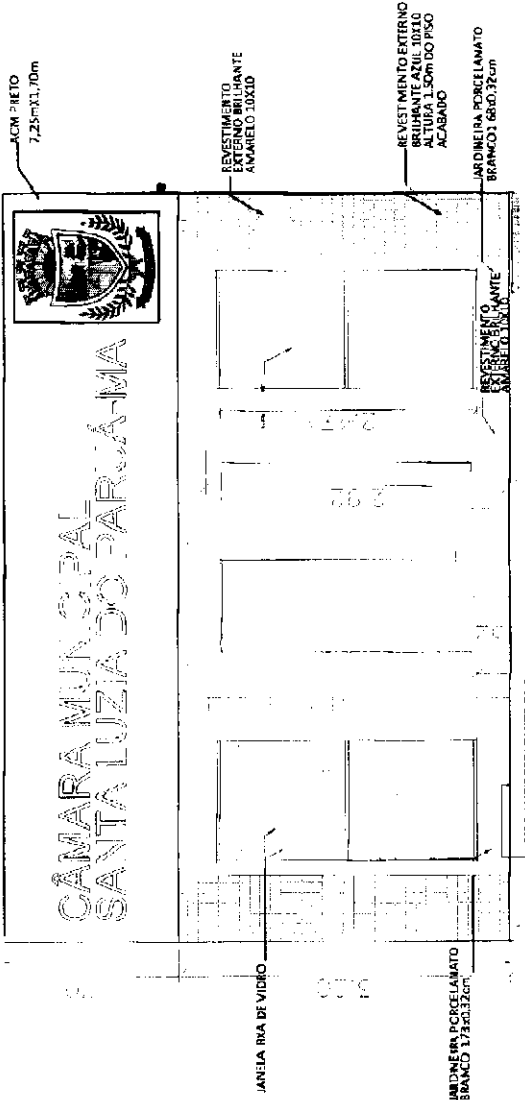 CÂMARA MUNICIPAL
SANTA LUZIA DO PARUÁ-MA
ACM PRETO
7,25mX1,70m
REVESTIMENTO
EXTERNO BRILHANTE
AMARELO 10X10
REVESTIMENTO EXTERNO
BRILHANTE AZUL 10X10
ALTURA 1.50m DO PISO
ACABADO
JARDINEIRA PORCELANATO
BRANCO1.68x0,32cm
REVESTIMENTO
EXTERNO BRILHANTE
AMARELO 10X10
JANELA FIXA DE VIDRO
JARDINEIRA PORCELANATO
BRANCO 1.73x0,32cm